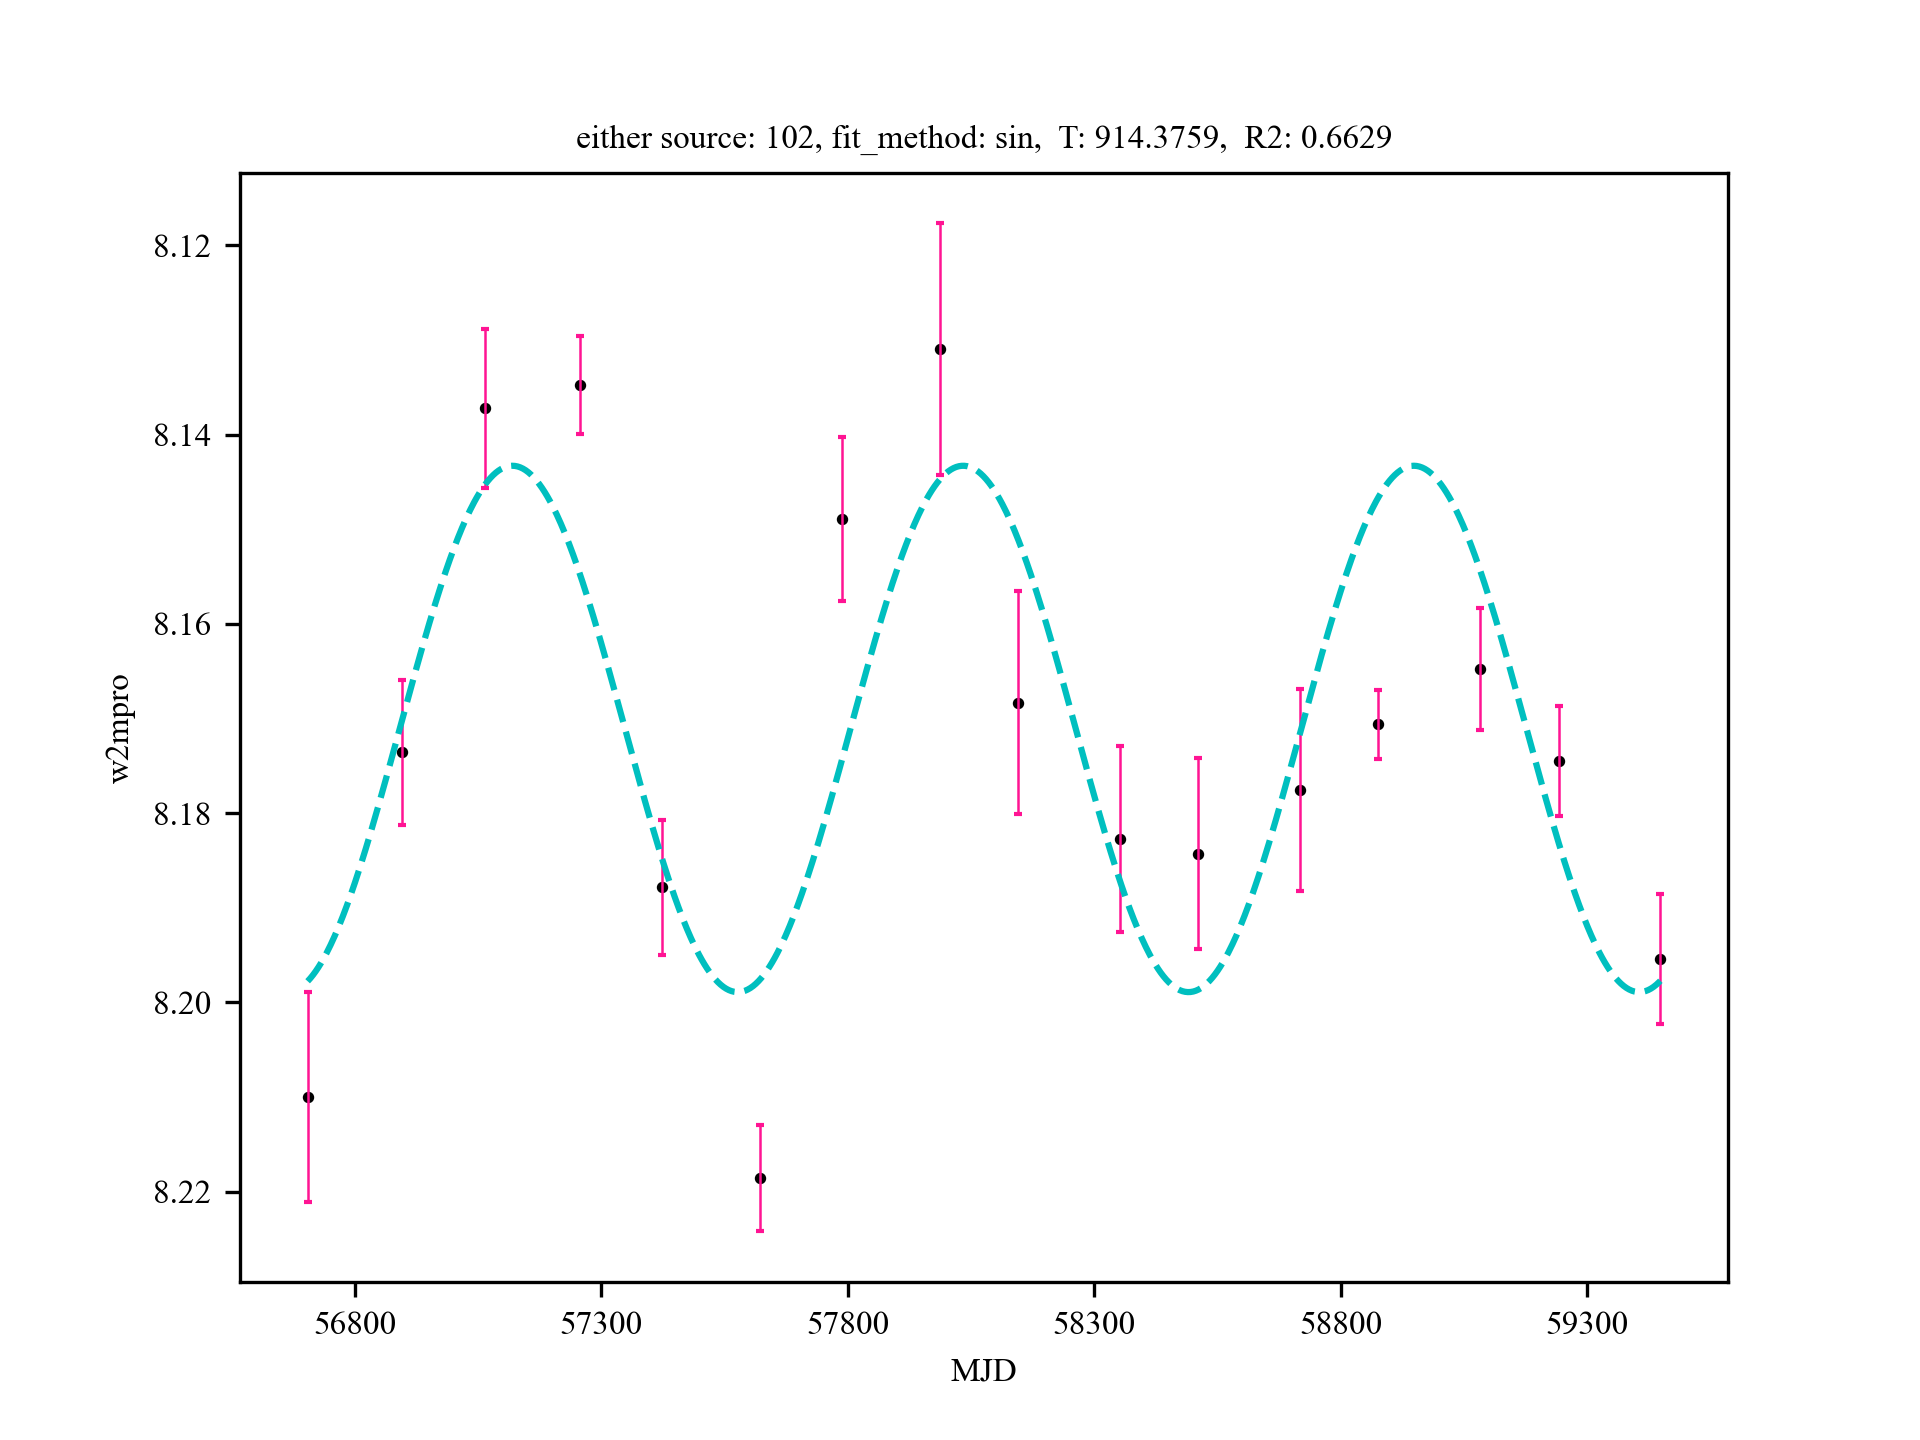 either source: 102, fit_method: sin,  T: 914.3759,  R2: 0.6629
8.12
8.14
8.16
8.18
8.20
8.22
w2mpro
56800 57300 57800 58300 58800 59300
MJD